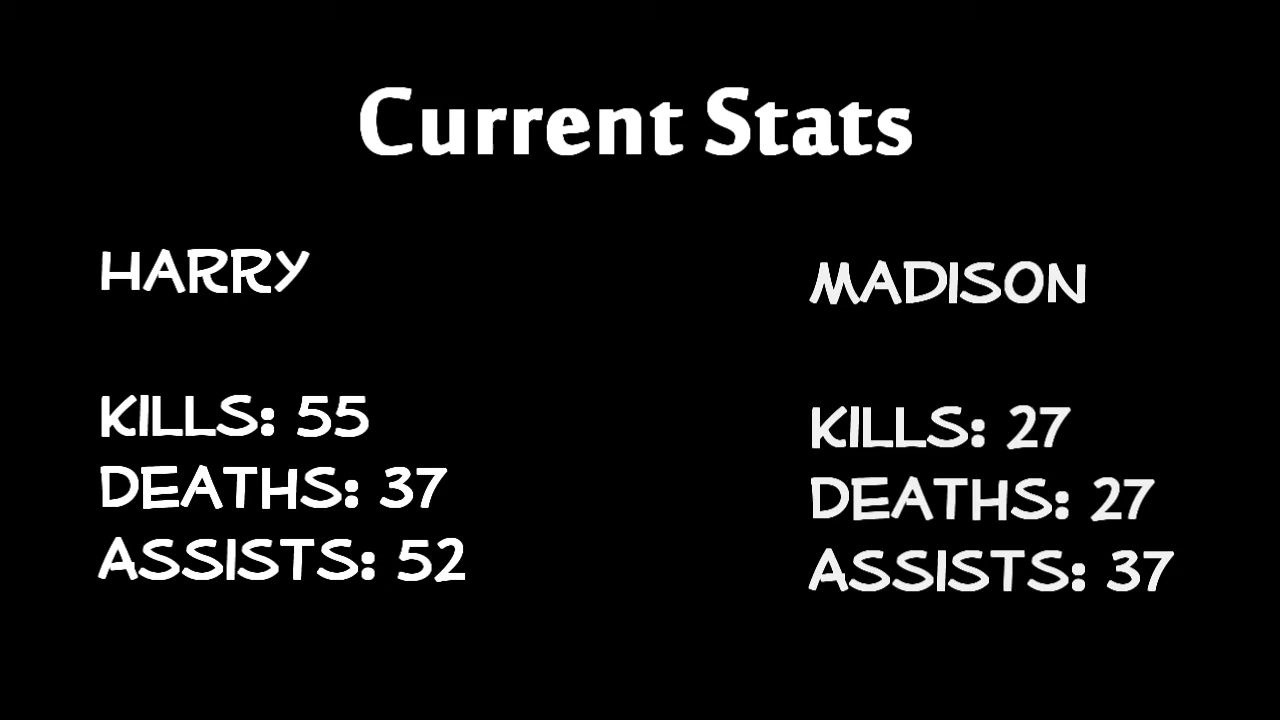 Current Stats
HARRY
KILLS: 55
DEATHS: 37
ASSISTS: 52
MADISON
KILLS: 27
DEATHS: 27
ASSISTS: 37